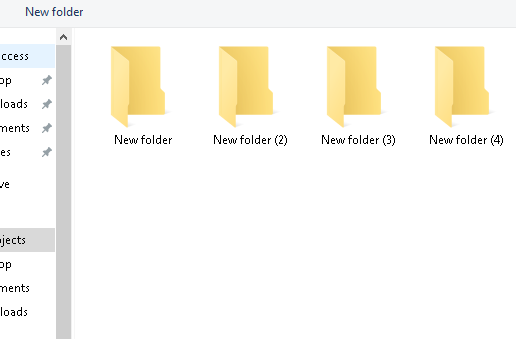 New folder
ccess
op
loads
ments
es
ve
jects
op
ments
loads
New folder
New folder (2)
New folder (3)
New folder (4)